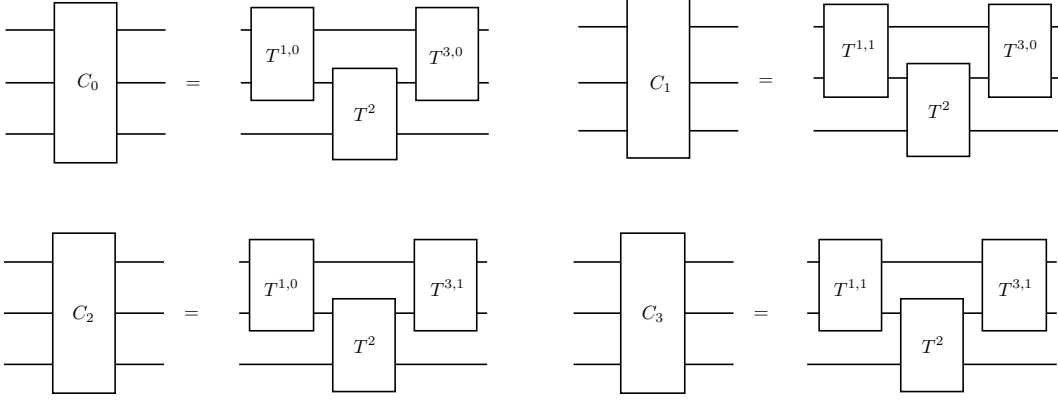 C_0 = T^{1,0} T^2 T^{3,0}
C_1 = T^{1,1} T^2 T^{3,0}
C_2 = T^{1,0} T^2 T^{3,1}
C_3 = T^{1,1} T^2 T^{3,1}